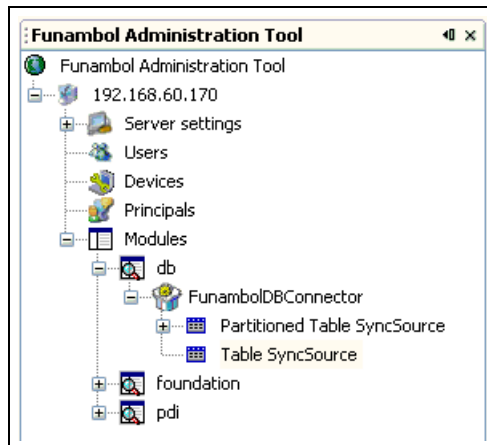 Funambol Administration Tool
Funambol Administration Tool
192.168.60.170
Server settings
Users
Devices
Principals
Modules
db
FunambolDBConnector
Partitioned Table SyncSource
Table SyncSource
foundation
pdi